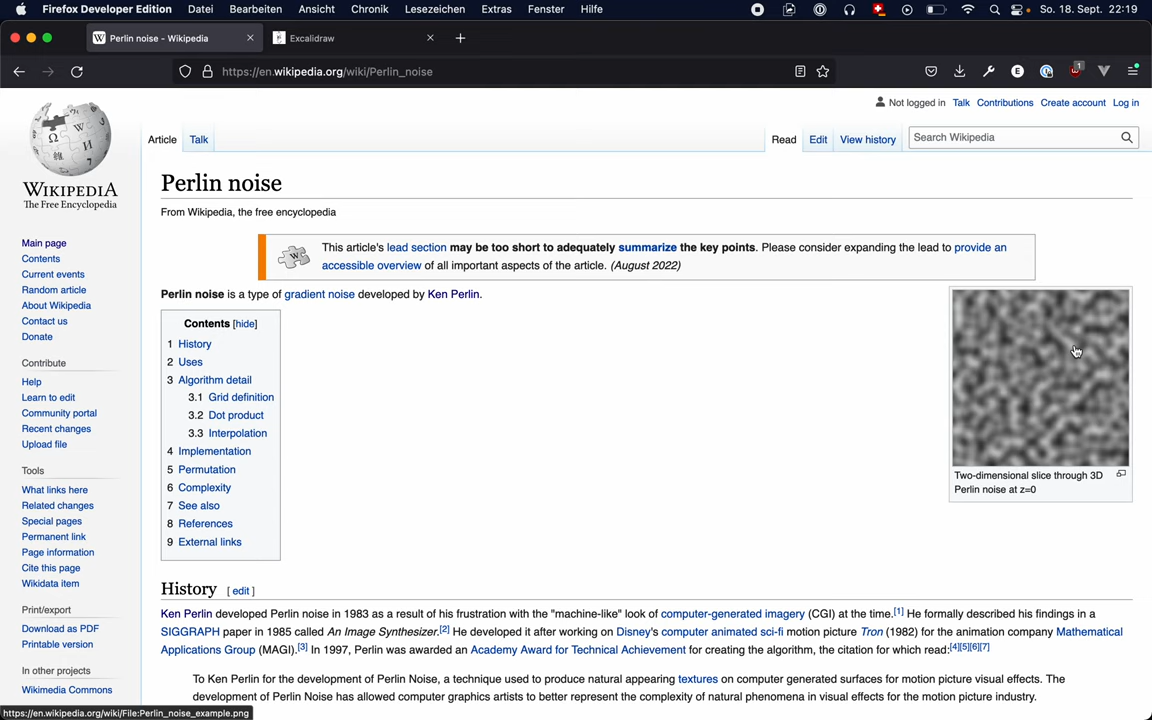 Firefox Developer Edition Datei Bearbeiten Ansicht Chronik Lesezeichen Extras Fenster Hilfe So. 18. Sept. 22:19
Perlin noise - Wikipedia Excalidraw
https://en.wikipedia.org/wiki/Perlin_noise
Not logged in Talk Contributions Create account Log in
Article Talk Read Edit View history Search Wikipedia
WIKIPEDIA
The Free Encyclopedia
Main page
Contents
Current events
Random article
About Wikipedia
Contact us
Donate
Contribute
Help
Learn to edit
Community portal
Recent changes
Upload file
Tools
What links here
Related changes
Special pages
Permanent link
Page information
Cite this page
Wikidata item
Print/export
Download as PDF
Printable version
In other projects
Wikimedia Commons
Perlin noise
From Wikipedia, the free encyclopedia
This article's lead section may be too short to adequately summarize the key points. Please consider expanding the lead to provide an
accessible overview of all important aspects of the article. (August 2022)
Perlin noise is a type of gradient noise developed by Ken Perlin.
Contents [hide]
1 History
2 Uses
3 Algorithm detail
3.1 Grid definition
3.2 Dot product
3.3 Interpolation
4 Implementation
5 Permutation
6 Complexity
7 See also
8 References
9 External links
Two-dimensional slice through 3D
Perlin noise at z=0
History [ edit ]
Ken Perlin developed Perlin noise in 1983 as a result of his frustration with the "machine-like" look of computer-generated imagery (CGI) at the time.[1] He formally described his findings in a
SIGGRAPH paper in 1985 called An Image Synthesizer.[2] He developed it after working on Disney's computer animated sci-fi motion picture Tron (1982) for the animation company Mathematical
Applications Group (MAGI).[3] In 1997, Perlin was awarded an Academy Award for Technical Achievement for creating the algorithm, the citation for which read:[4][5][6][7]
To Ken Perlin for the development of Perlin Noise, a technique used to produce natural appearing textures on computer generated surfaces for motion picture visual effects. The
development of Perlin Noise has allowed computer graphics artists to better represent the complexity of natural phenomena in visual effects for the motion picture industry.
https://en.wikipedia.org/wiki/File:Perlin_noise_example.png